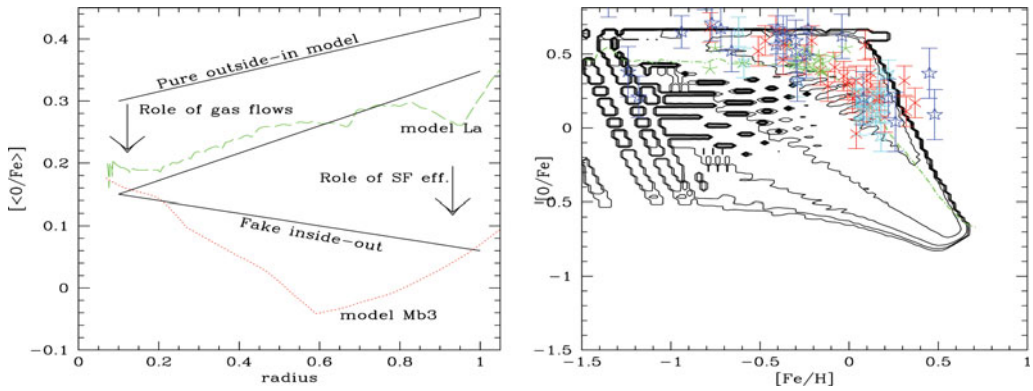 0.4
0.3
0.2
0.1
0
−0.1
[<O/Fe>]
Pure outside-in model
Role of gas flows
model La
Role of SF eff.
Fake inside-out
model Mb3
0
0.2
0.4
0.6
0.8
1
radius
0.5
0
−0.5
−1
−1.5
[O/Fe]
−1.5
−1
−0.5
0
0.5
[Fe/H]